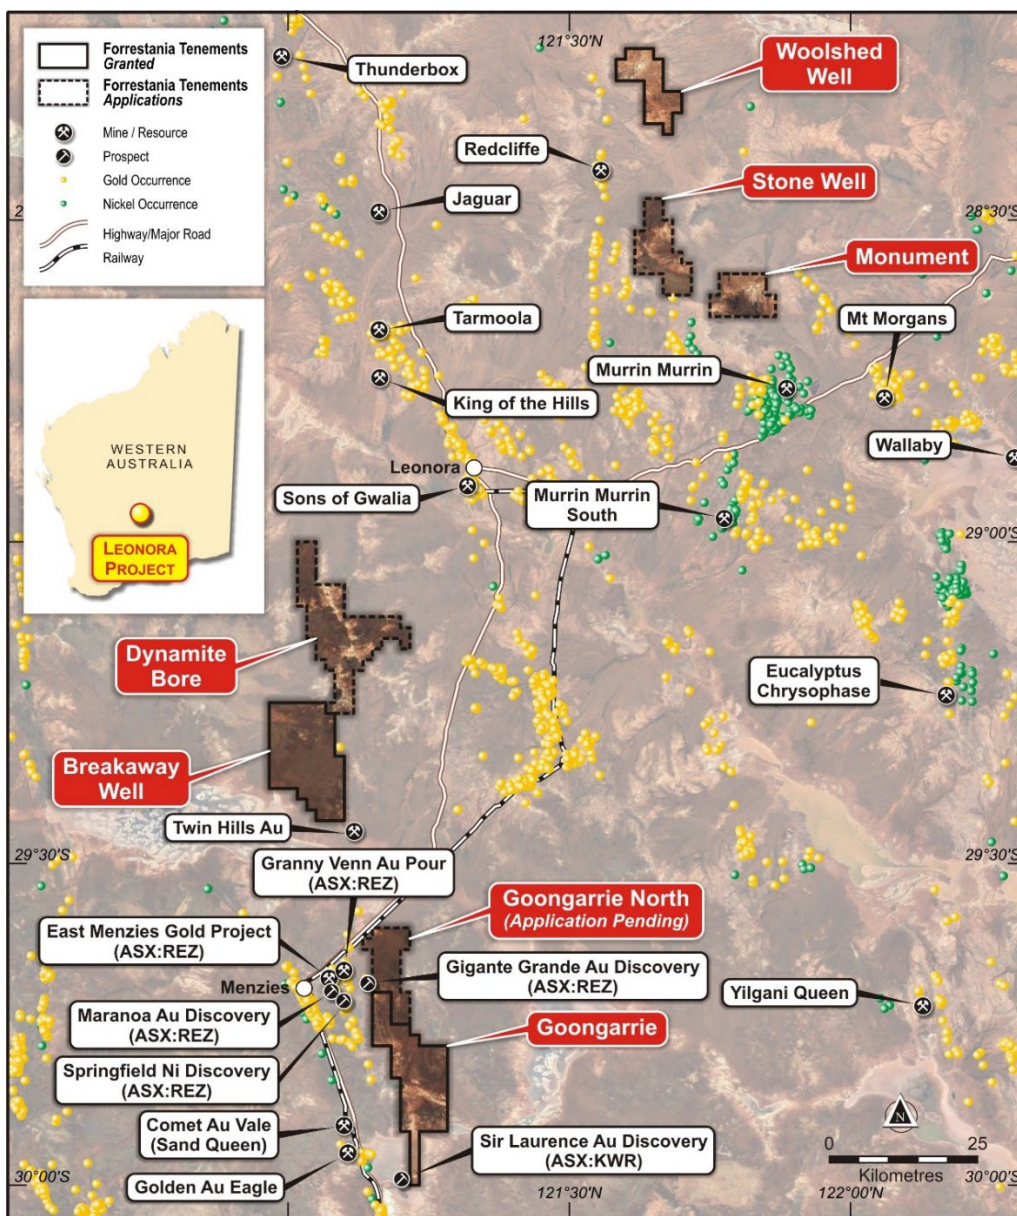 Forrestania Tenements
Granted
Forrestania Tenements
Applications
Mine / Resource
Prospect
Gold Occurrence
Nickel Occurrence
Highway/Major Road
Railway
WESTERN
AUSTRALIA
LEONORA
PROJECT
121°30'N
Thunderbox
Woolshed
Well
Redcliffe
Stone Well
Jaguar
28°30'S
Monument
Tarmoola
Mt Morgans
Murrin Murrin
King of the Hills
Wallaby
Leonora
Sons of Gwalia
Murrin Murrin
South
29°00'S
Dynamite
Bore
Eucalyptus
Chrysophase
Breakaway
Well
Twin Hills Au
29°30'S
29°30'S
Granny Venn Au Pour
(ASX:REZ)
Goongarrie North
(Application Pending)
East Menzies Gold Project
(ASX:REZ)
Gigante Grande Au Discovery
(ASX:REZ)
Menzies
Yilgani Queen
Maranoa Au Discovery
(ASX:REZ)
Goongarrie
Springfield Ni Discovery
(ASX:REZ)
Comet Au Vale
(Sand Queen)
N
Sir Laurence Au Discovery
(ASX:KWR)
0 25
Kilometres
Golden Au Eagle
30°00'S
121°30'N
122°00'N
30°00'S